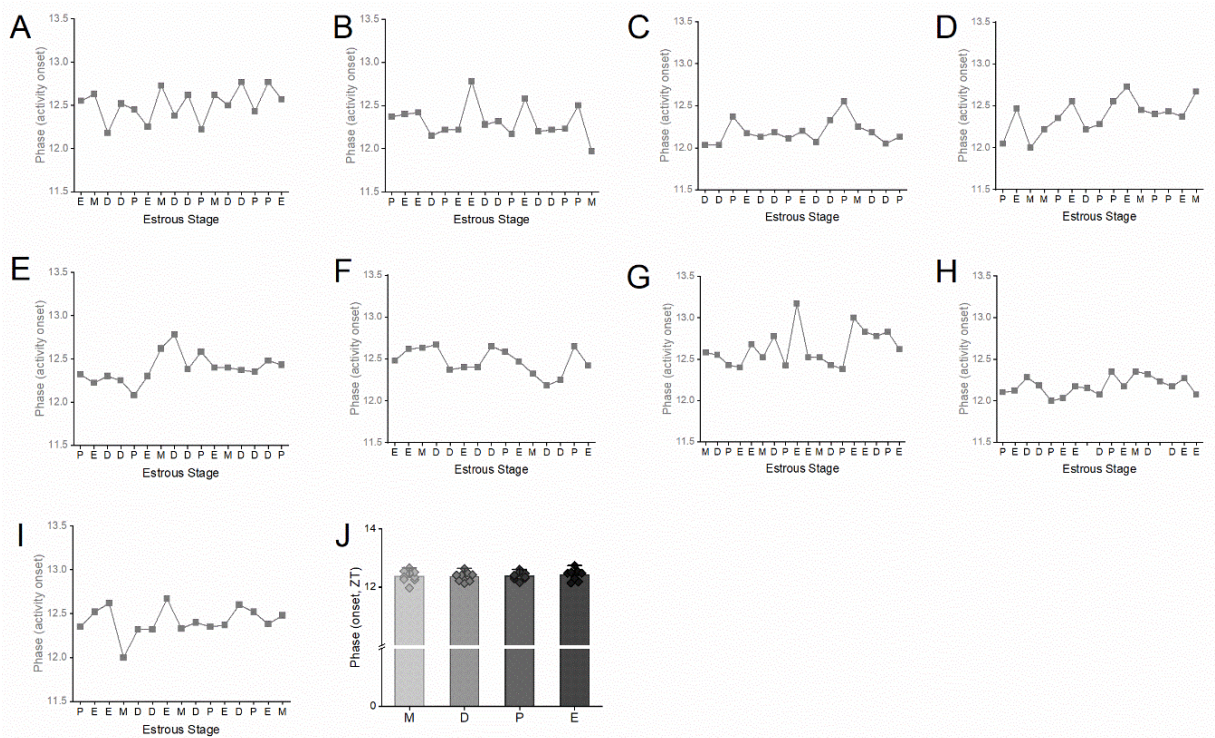 A
13.5
13.0
12.5
12.0
11.5
Phase (activity onset)
E M D D P E M D D P M D D P P E
Estrous Stage
B
13.5
13.0
12.5
12.0
11.5
Phase (activity onset)
P E E D P E E D D P E D D P P M
Estrous Stage
C
13.5
13.0
12.5
12.0
11.5
Phase (activity onset)
D D P E D D P E D D P M D D P
Estrous Stage
D
13.5
13.0
12.5
12.0
11.5
Phase (activity onset)
P E M M P E D P P E M P P E M
Estrous Stage
E
13.5
13.0
12.5
12.0
11.5
Phase (activity onset)
P E D D P E M D D P E M D D D P
Estrous Stage
F
13.5
13.0
12.5
12.0
11.5
Phase (activity onset)
E E M D D E E D P E M D D P E
Estrous Stage
G
13.5
13.0
12.5
12.0
11.5
Phase (activity onset)
M D P E E M D P E E M D P E E D P E
Estrous Stage
H
13.5
13.0
12.5
12.0
11.5
Phase (activity onset)
P E D D P E E D P E M D D E E
Estrous Stage
I
13.5
13.0
12.5
12.0
11.5
Phase (activity onset)
P E E M D D E M D P E D P E M
Estrous Stage
J
14
12
0
Phase (onset, ZT)
M D P E